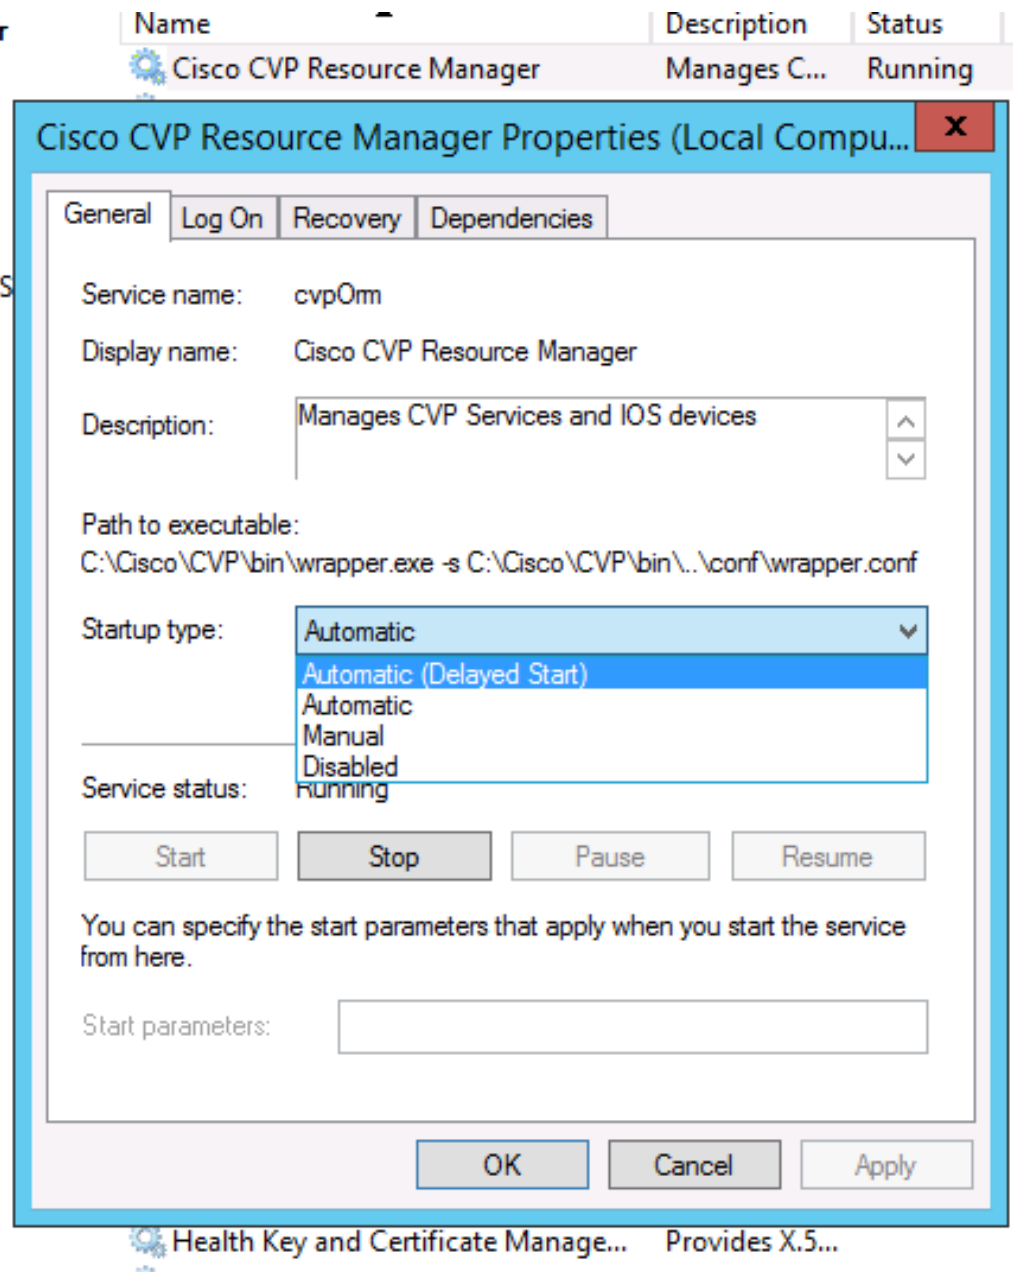 r
Name Description Status
Cisco CVP Resource Manager Manages C... Running
Cisco CVP Resource Manager Properties (Local Compu... x
General Log On Recovery Dependencies
S
Service name: cvpOrm
Display name: Cisco CVP Resource Manager
Description: Manages CVP Services and IOS devices
Path to executable:
C:\Cisco\CVP\bin\wrapper.exe -s C:\Cisco\CVP\bin\..\conf\wrapper.conf
Startup type: Automatic
Automatic (Delayed Start)
Automatic
Manual
Disabled
Service status: Running
Start Stop Pause Resume
You can specify the start parameters that apply when you start the service
from here.
Start parameters:
OK Cancel Apply
Health Key and Certificate Manage... Provides X.5...